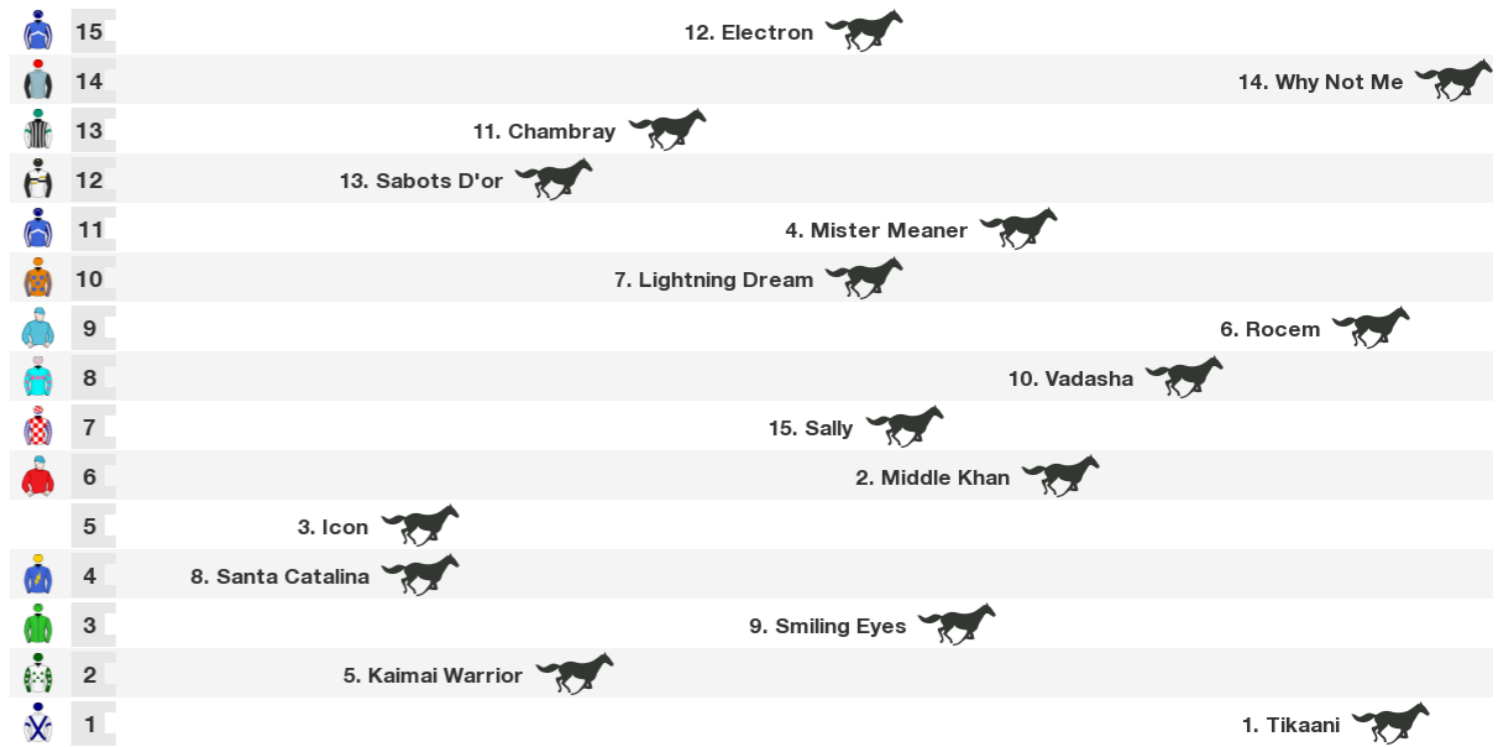 15 12. Electron
14 14. Why Not Me
13 11. Chambray
12 13. Sabots D'or
11 4. Mister Meaner
10 7. Lightning Dream
9 6. Rocem
8 10. Vadasha
7 15. Sally
6 2. Middle Khan
5 3. Icon
4 8. Santa Catalina
3 9. Smiling Eyes
2 5. Kaimai Warrior
1 1. Tikaani